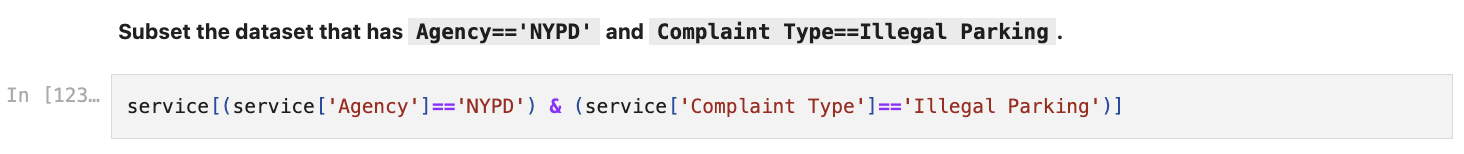 Subset the dataset that has Agency=='NYPD' and Complaint Type==Illegal Parking.
In [123… service[(service['Agency']=='NYPD') & (service['Complaint Type']=='Illegal Parking')]